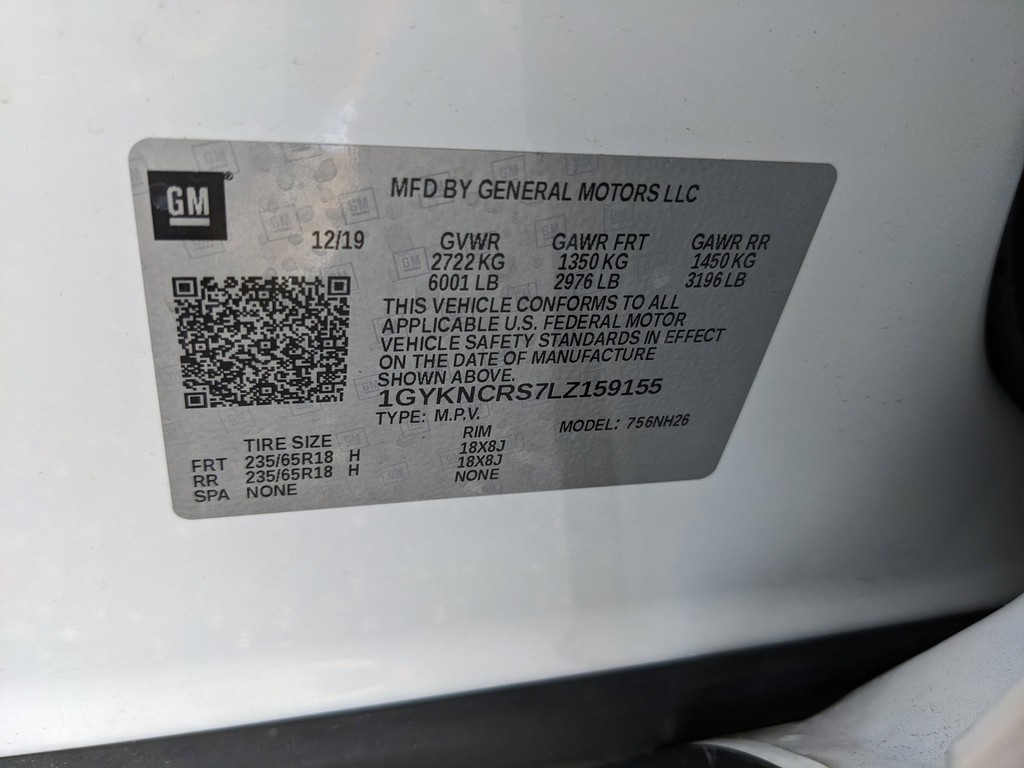 GM
MFD BY GENERAL MOTORS LLC
12/19 GVWR GAWR FRT GAWR RR
2722 KG 1350 KG 1450 KG
6001 LB 2976 LB 3196 LB
THIS VEHICLE CONFORMS TO ALL
APPLICABLE U.S. FEDERAL MOTOR
VEHICLE SAFETY STANDARDS IN EFFECT
ON THE DATE OF MANUFACTURE
SHOWN ABOVE.
1GYKNCRS7LZ159155
TYPE: M.P.V. MODEL: 756NH26
TIRE SIZE RIM
FRT 235/65R18 H 18X8J
RR 235/65R18 H 18X8J
SPA NONE NONE